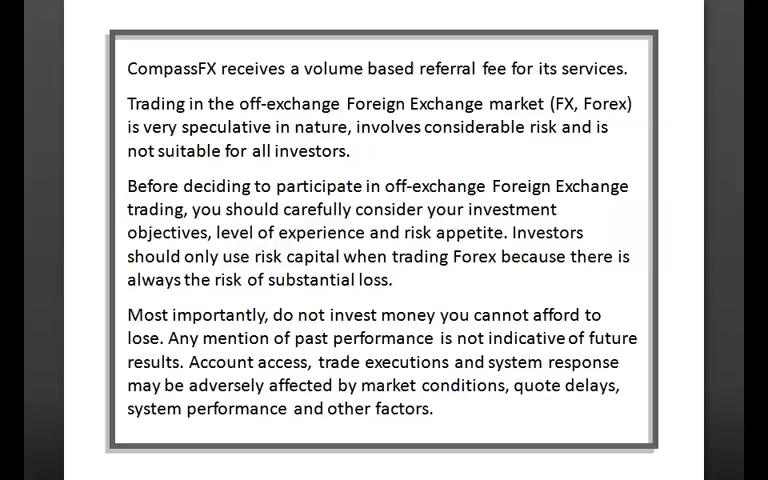 CompassFX receives a volume based referral fee for its services.
Trading in the off-exchange Foreign Exchange market (FX, Forex)
is very speculative in nature, involves considerable risk and is
not suitable for all investors.
Before deciding to participate in off-exchange Foreign Exchange
trading, you should carefully consider your investment
objectives, level of experience and risk appetite. Investors
should only use risk capital when trading Forex because there is
always the risk of substantial loss.
Most importantly, do not invest money you cannot afford to
lose. Any mention of past performance is not indicative of future
results. Account access, trade executions and system response
may be adversely affected by market conditions, quote delays,
system performance and other factors.